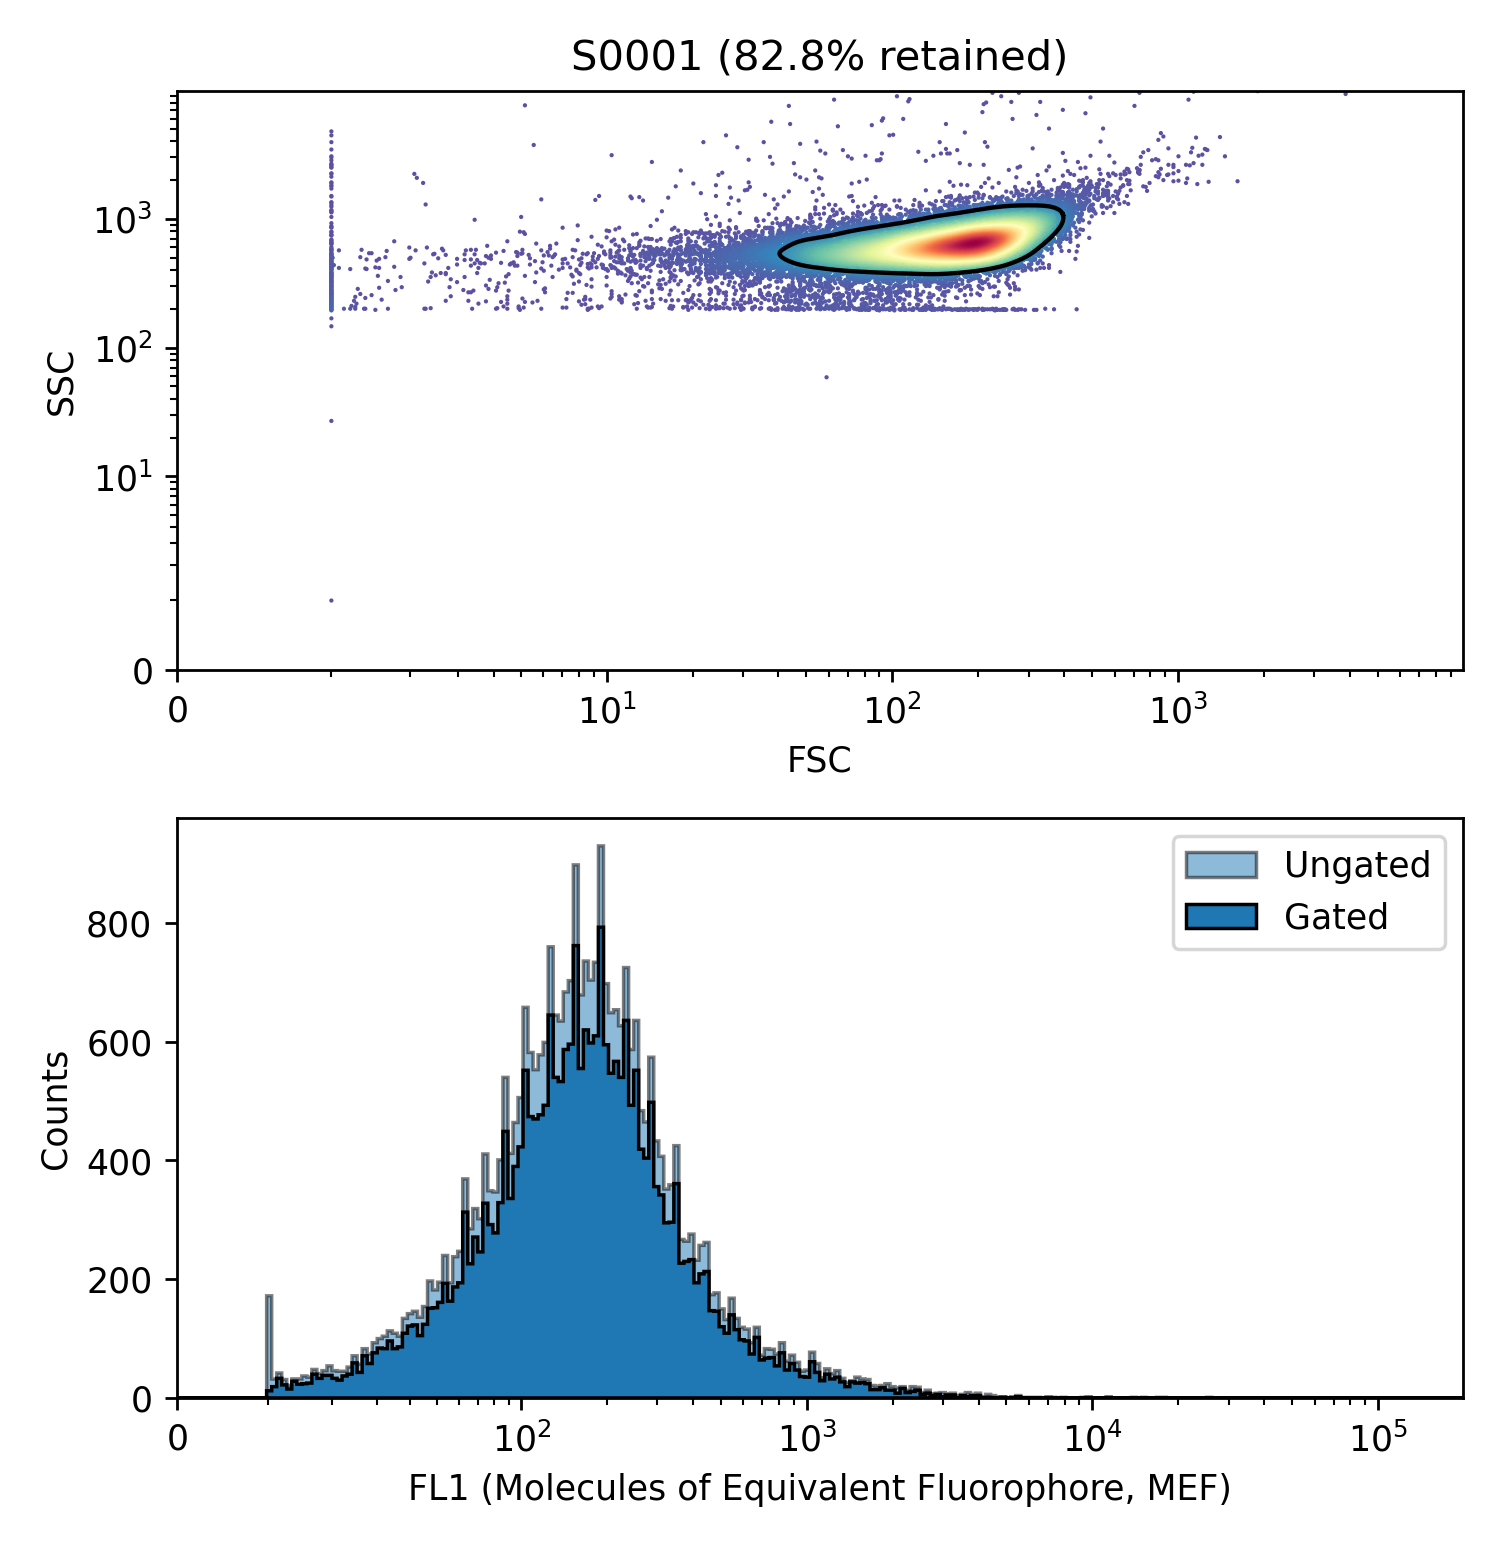 S0001 (82.8% retained)
10³
10²
10¹
0
SSC
0 10¹ 10² 10³
FSC
Ungated
Gated
800
600
400
200
0
Counts
0 10² 10³ 10⁴ 10⁵
FL1 (Molecules of Equivalent Fluorophore, MEF)